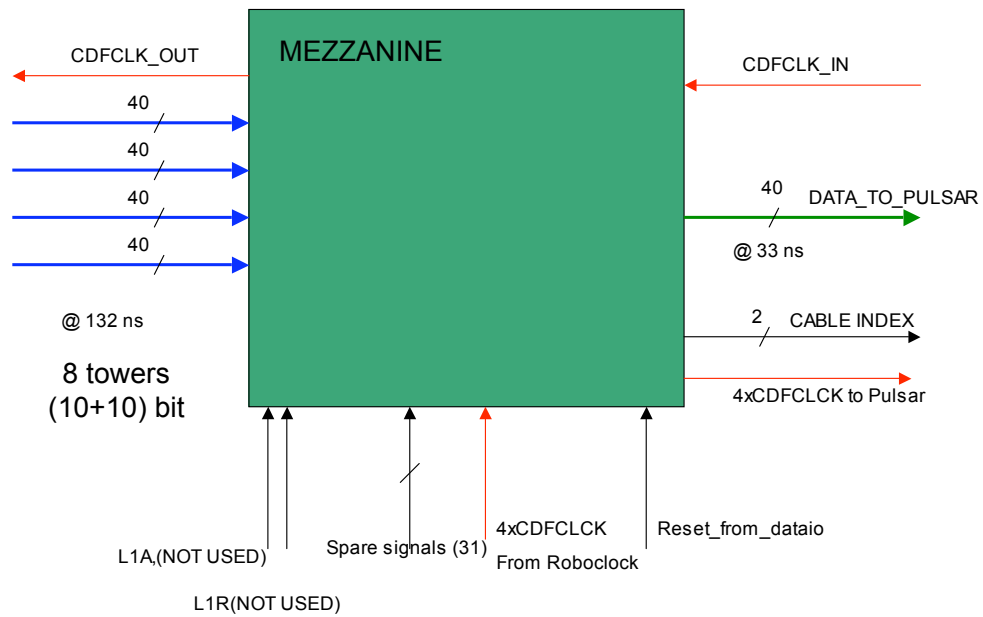 MEZZANINE
CDFCLK_OUT
CDFCLK_IN
40
40
40
40
40
DATA_TO_PULSAR
@ 33 ns
@ 132 ns
2
CABLE INDEX
8 towers
(10+10) bit
4xCDFCLCK to Pulsar
4xCDFCLCK
From Roboclock
Reset_from_dataio
Spare signals (31)
L1A,(NOT USED)
L1R(NOT USED)